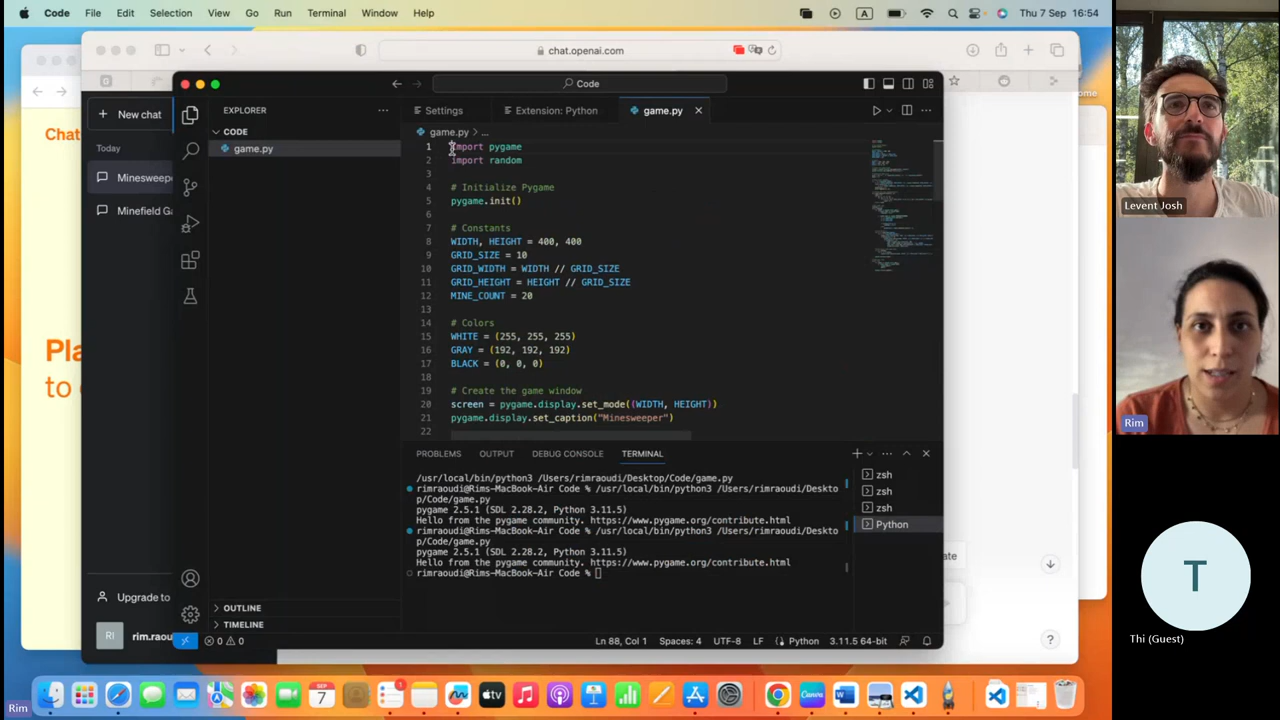 Code File Edit Selection View Go Run Terminal Window Help A Thu 7 Sep 16:54
chat.openai.com
Code
New chat
EXPLORER
Settings
Extension: Python
game.py
Chat
CODE
game.py > ...
Today
game.py
Minesweep
Minefield Ga
1 import pygame
2 import random
3
4 # Initialize Pygame
5 pygame.init()
6
7 # Constants
8 WIDTH, HEIGHT = 400, 400
9 GRID_SIZE = 10
10 GRID_WIDTH = WIDTH // GRID_SIZE
11 GRID_HEIGHT = HEIGHT // GRID_SIZE
12 MINE_COUNT = 20
13
14 # Colors
15 WHITE = (255, 255, 255)
16 GRAY = (192, 192, 192)
17 BLACK = (0, 0, 0)
18
19 # Create the game window
20 screen = pygame.display.set_mode((WIDTH, HEIGHT))
21 pygame.display.set_caption("Minesweeper")
22
Pla
to
PROBLEMS OUTPUT DEBUG CONSOLE TERMINAL
/usr/local/bin/python3 /Users/rimraoudi/Desktop/Code/game.py
rimraoudi@Rims-MacBook-Air Code % /usr/local/bin/python3 /Users/rimraoudi/Deskto
p/Code/game.py
pygame 2.5.1 (SDL 2.28.2, Python 3.11.5)
Hello from the pygame community. https://www.pygame.org/contribute.html
rimraoudi@Rims-MacBook-Air Code % /usr/local/bin/python3 /Users/rimraoudi/Deskto
p/Code/game.py
pygame 2.5.1 (SDL 2.28.2, Python 3.11.5)
Hello from the pygame community. https://www.pygame.org/contribute.html
rimraoudi@Rims-MacBook-Air Code %
zsh
zsh
zsh
Python
ate
Upgrade to
OUTLINE
TIMELINE
RI rim.raou
0 0
Ln 88, Col 1 Spaces: 4 UTF-8 LF Python 3.11.5 64-bit
?
SEP
7
1
Rim
Levent Josh
Rim
T
Thi (Guest)